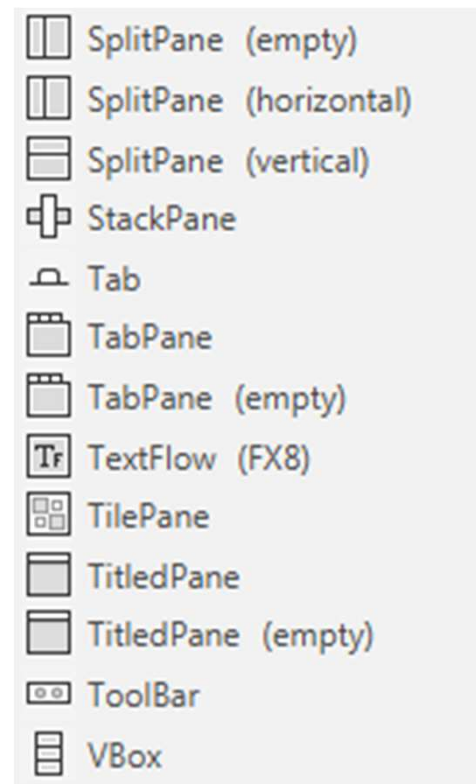 SplitPane (empty)
SplitPane (horizontal)
SplitPane (vertical)
StackPane
Tab
TabPane
TabPane (empty)
TF TextFlow (FX8)
TilePane
TitledPane
TitledPane (empty)
ToolBar
VBox